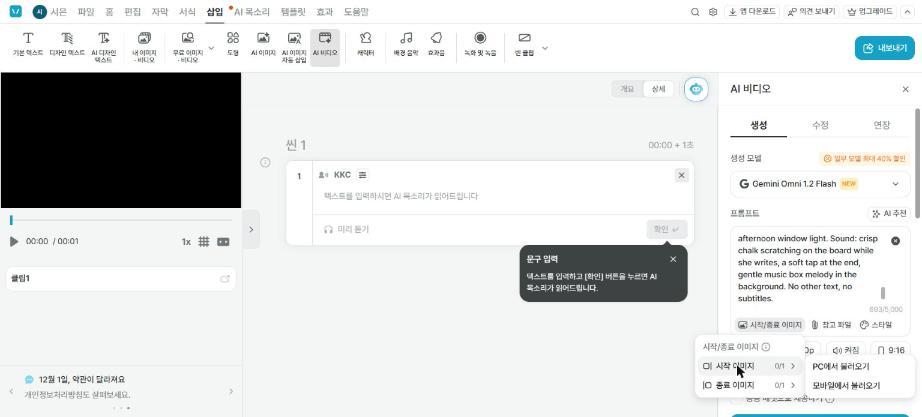 시은 파일 홈 편집 자막 서식 삽입 AI 목소리 템플릿 효과 도움말
앱 다운로드 의견 보내기 업그레이드
기본 텍스트 디자인 텍스트 AI 디자인 텍스트 내 이미지·비디오 무료 이미지·비디오 도형 AI 이미지 AI 이미지 자동 삽입 AI 비디오 캐릭터 배경 음악 효과음 녹화 및 녹음 빈 클립
내보내기
개요 상세
AI 비디오
생성 수정 연장
씬 1
00:00 + 1초
생성 모델
일부 모델 최대 40% 할인
1
KKC
Gemini Omni 1.2 Flash NEW
텍스트를 입력하시면 AI 목소리가 읽어드립니다
프롬프트
AI 추천
미리 듣기
확인
afternoon window light. Sound: crisp
chalk scratching on the board while
she writes, a soft tap at the end,
gentle music box melody in the
background. No other text, no
subtitles.
693/5,000
00:00 / 00:01
1x
문구 입력
텍스트를 입력하고 [확인] 버튼을 누르면 AI
목소리가 읽어드립니다.
클립1
시작/종료 이미지 참고 파일 스타일
시작/종료 이미지
0p 켜짐 9:16
시작 이미지 0/1
PC에서 불러오기
종료 이미지 0/1
모바일에서 불러오기
12월 1일, 약관이 달라져요
개인정보처리방침도 살펴보세요.